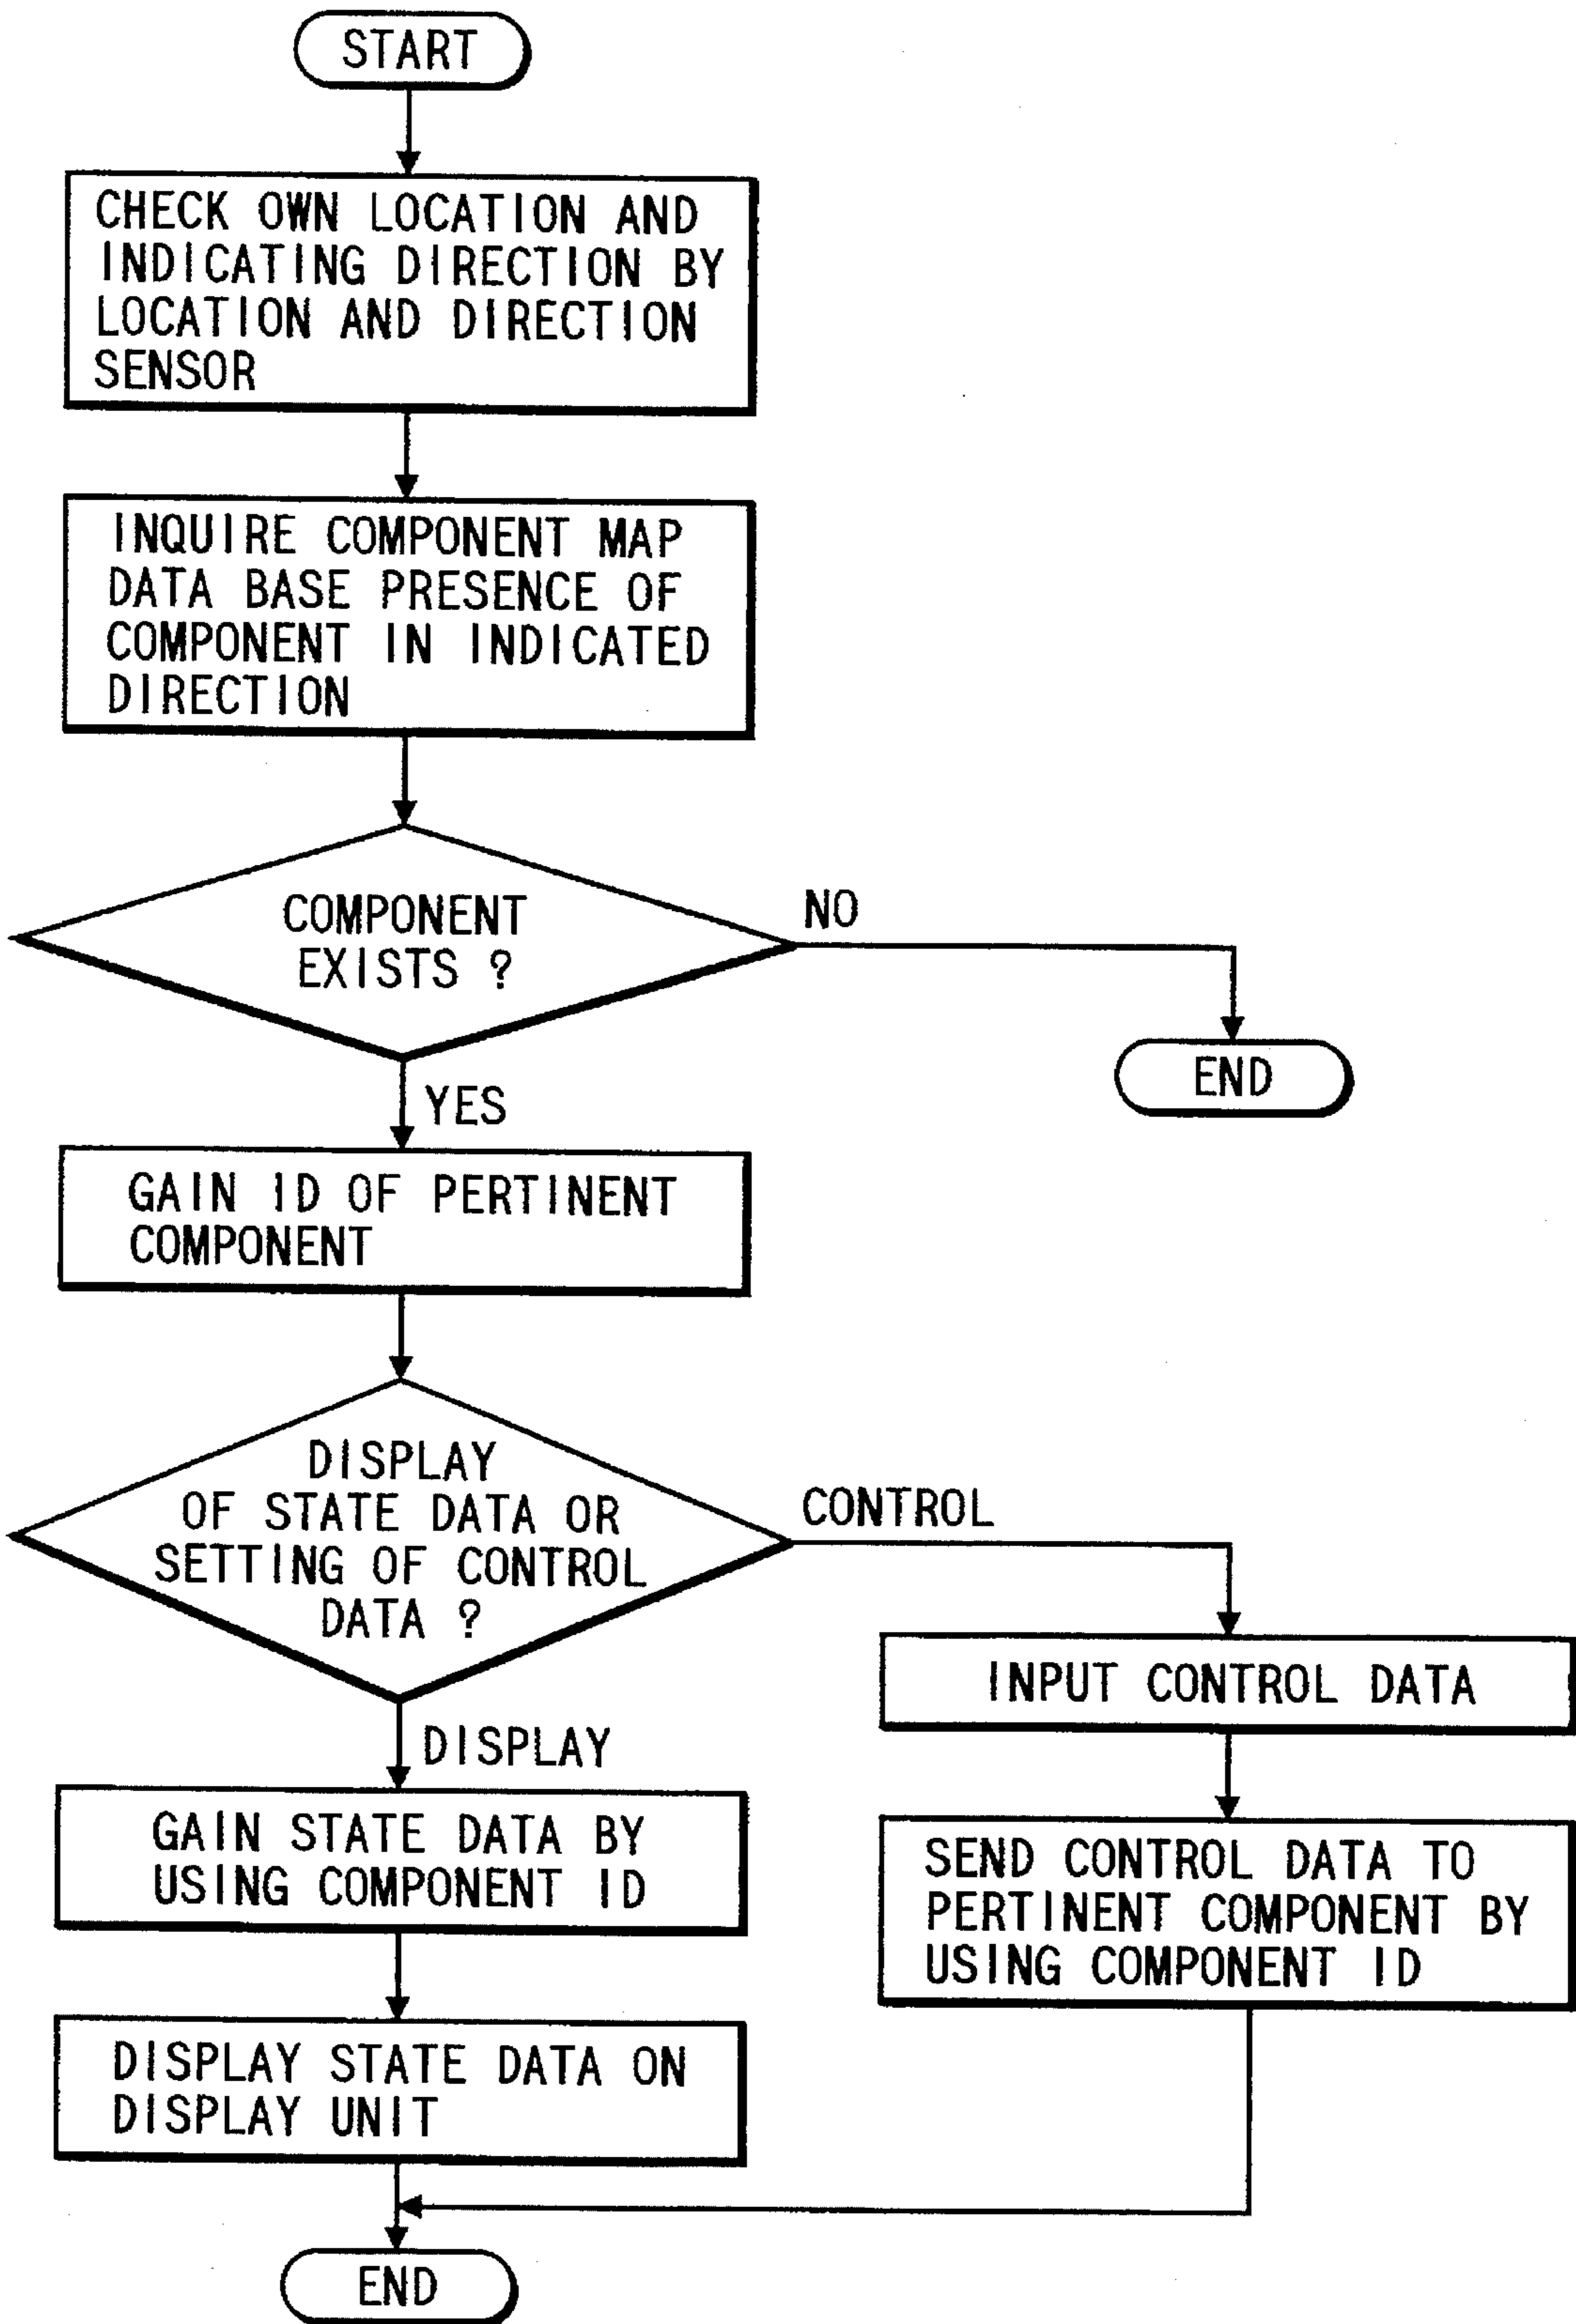 START
CHECK OWN LOCATION AND
INDICATING DIRECTION BY
LOCATION AND DIRECTION
SENSOR
INQUIRE COMPONENT MAP
DATA BASE PRESENCE OF
COMPONENT IN INDICATED
DIRECTION
COMPONENT
EXISTS ?
NO
END
YES
GAIN ID OF PERTINENT
COMPONENT
DISPLAY
OF STATE DATA OR
SETTING OF CONTROL
DATA ?
CONTROL
INPUT CONTROL DATA
SEND CONTROL DATA TO
PERTINENT COMPONENT BY
USING COMPONENT ID
DISPLAY
GAIN STATE DATA BY
USING COMPONENT ID
DISPLAY STATE DATA ON
DISPLAY UNIT
END